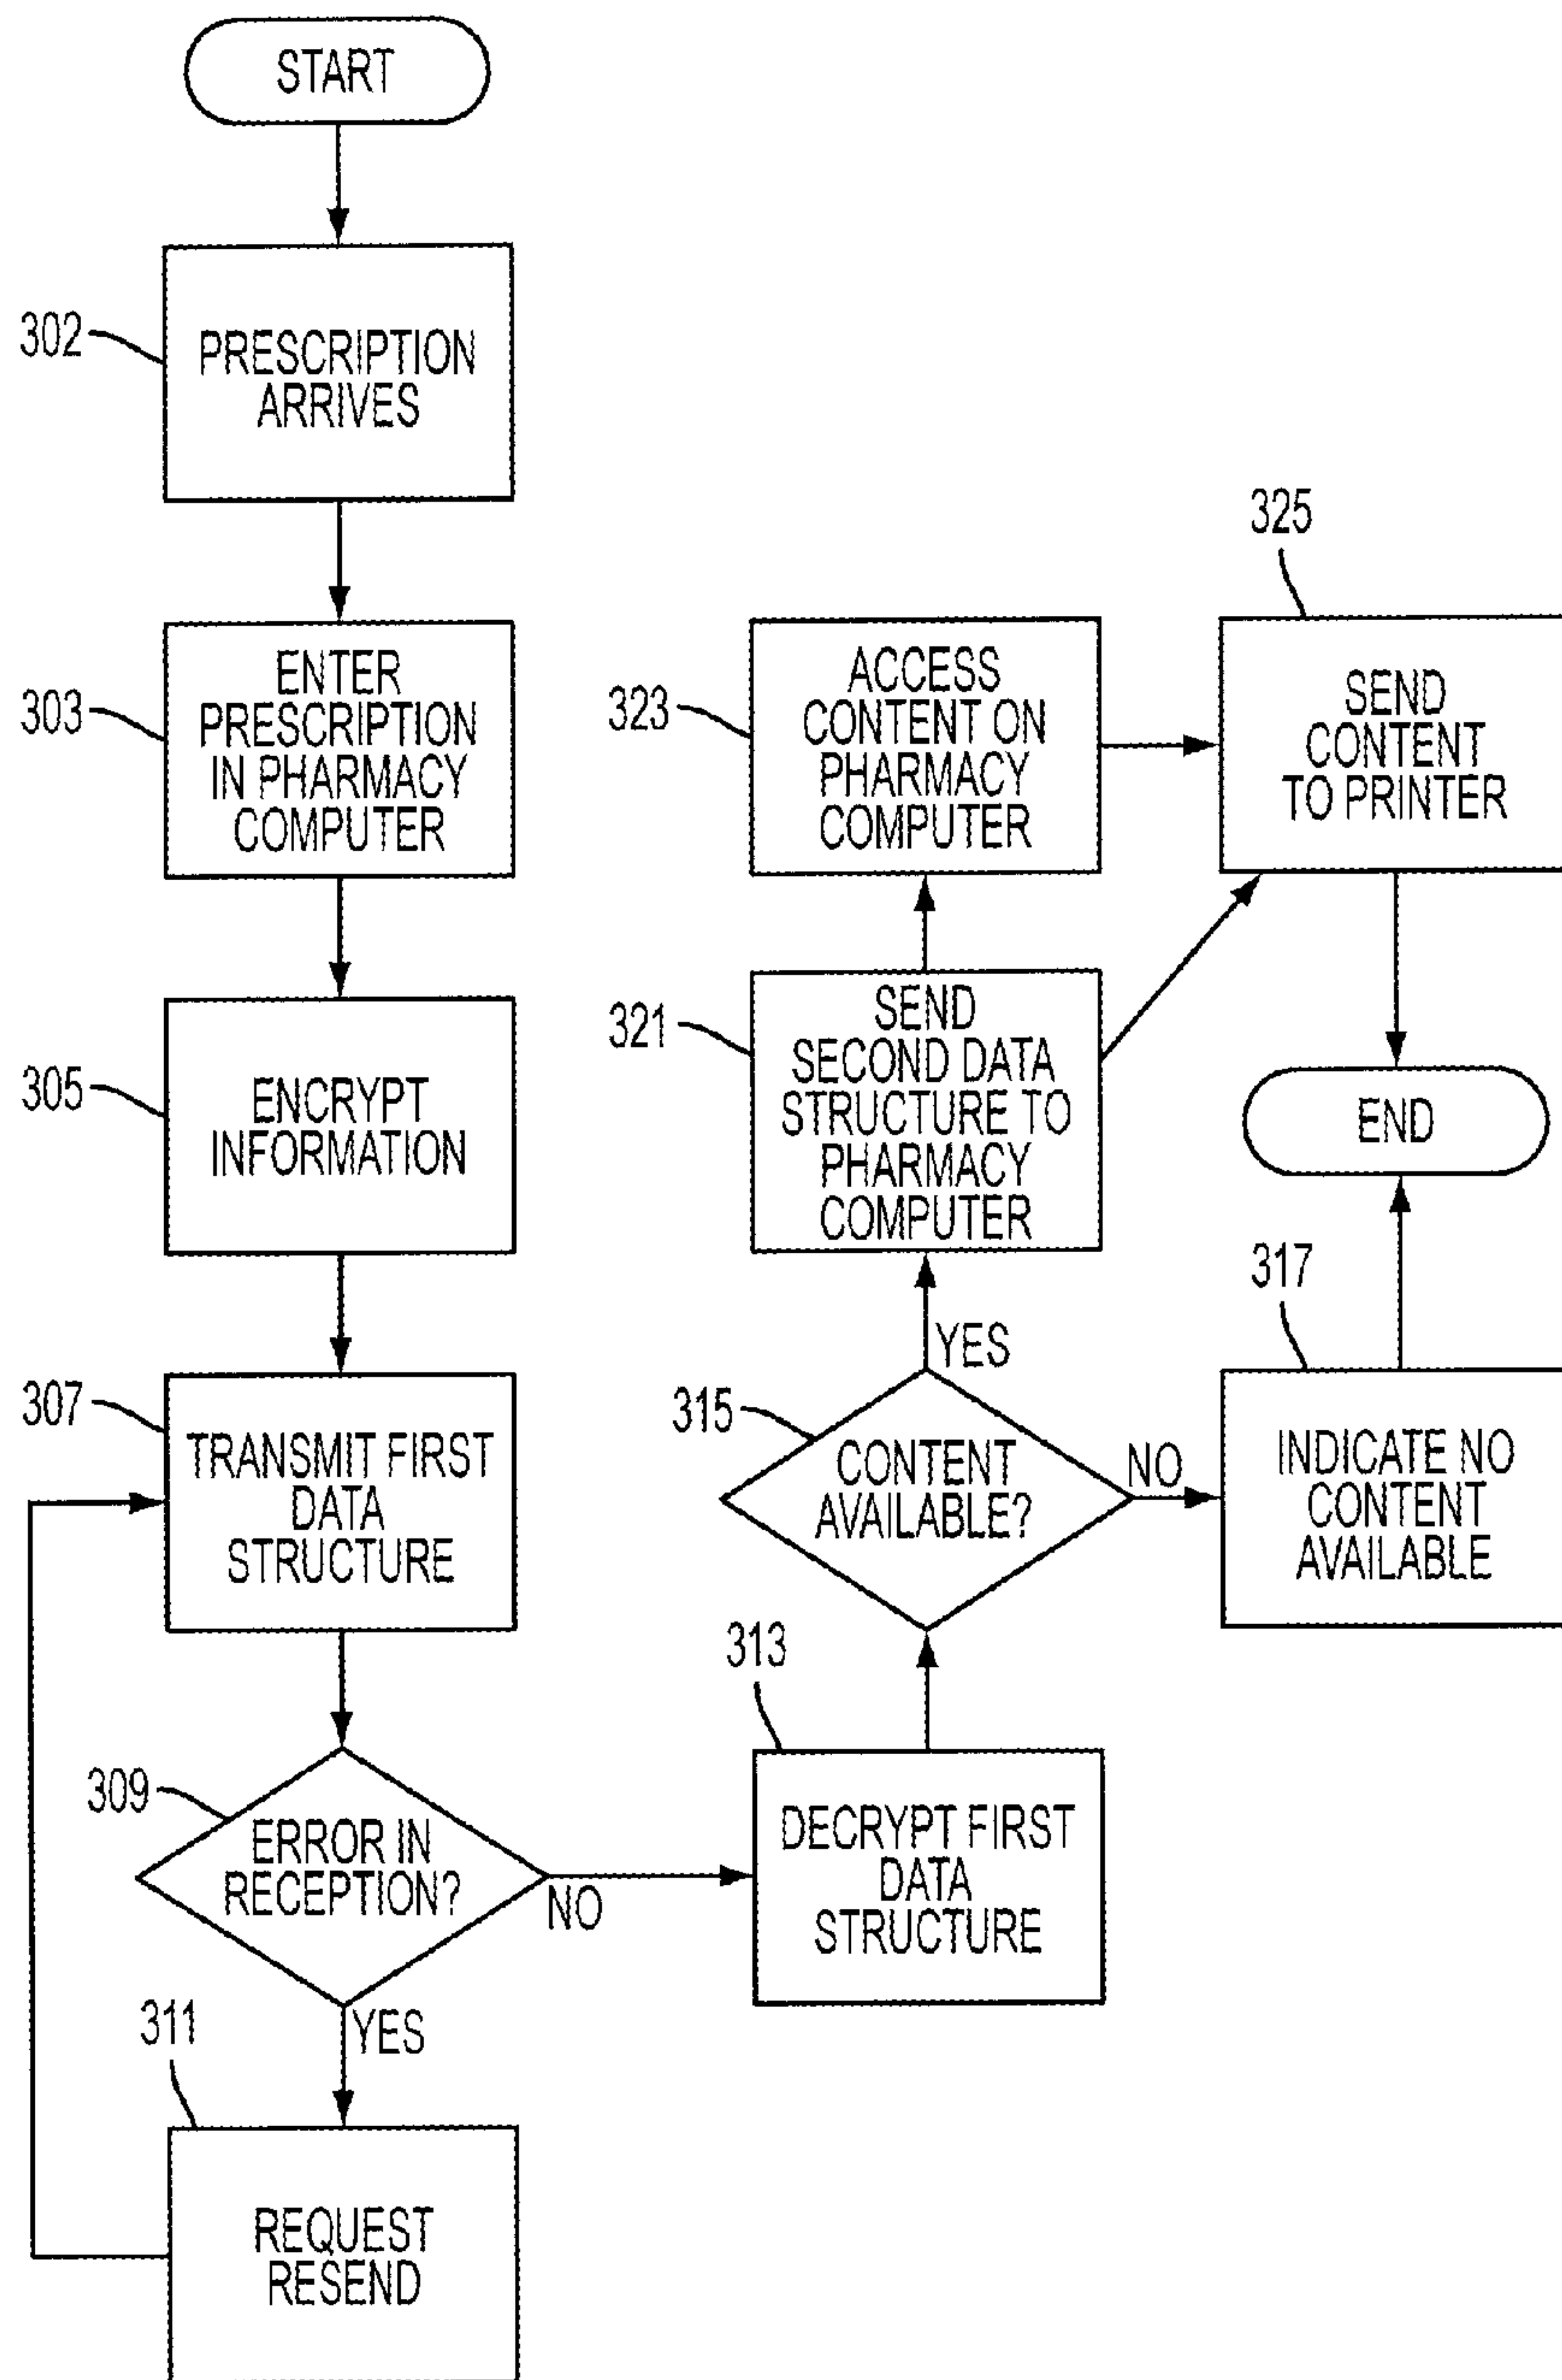 START
302
PRESCRIPTION
ARRIVES
303
ENTER
PRESCRIPTION
IN PHARMACY
COMPUTER
305
ENCRYPT
INFORMATION
307
TRANSMIT FIRST
DATA
STRUCTURE
309
ERROR IN
RECEPTION?
NO
YES
311
REQUEST
RESEND
313
DECRYPT FIRST
DATA
STRUCTURE
315
CONTENT
AVAILABLE?
YES
NO
317
INDICATE NO
CONTENT
AVAILABLE
321
SEND
SECOND DATA
STRUCTURE TO
PHARMACY
COMPUTER
323
ACCESS
CONTENT ON
PHARMACY
COMPUTER
325
SEND
CONTENT
TO PRINTER
END